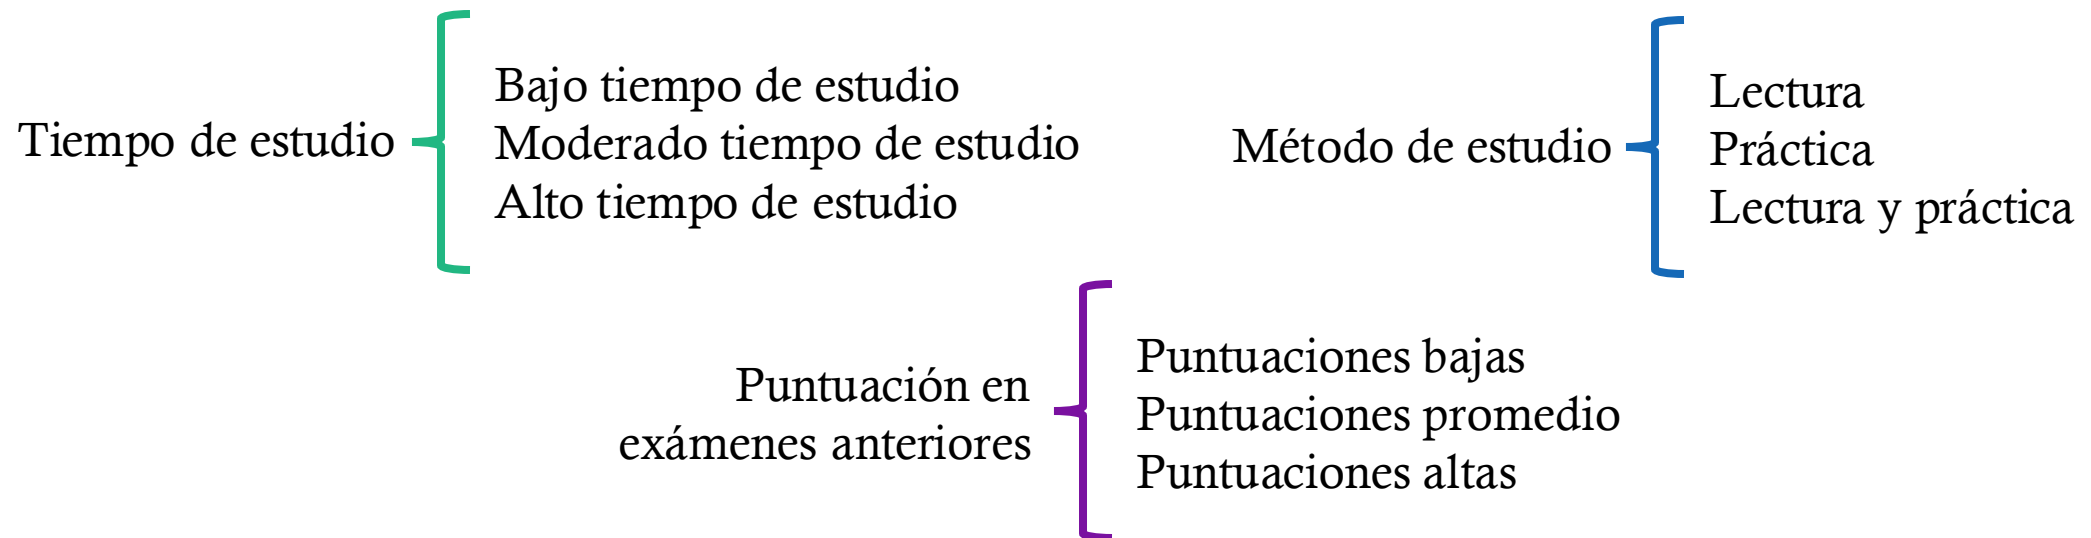 Tiempo de estudio
Bajo tiempo de estudio
Moderado tiempo de estudio
Alto tiempo de estudio
Método de estudio
Lectura
Práctica
Lectura y práctica
Puntuación en
exámenes anteriores
Puntuaciones bajas
Puntuaciones promedio
Puntuaciones altas